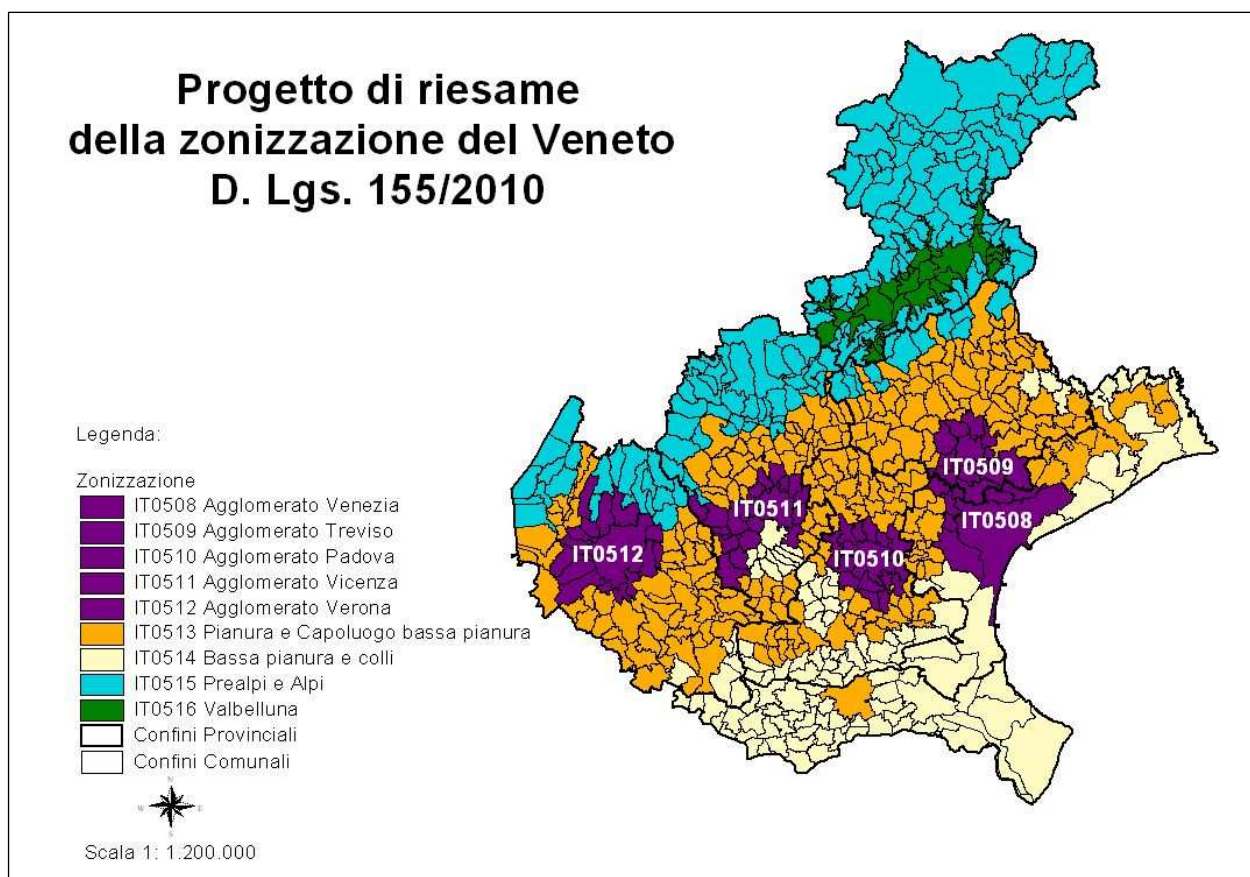 Progetto di riesame
della zonizzazione del Veneto
D. Lgs. 155/2010
Legenda:
Zonizzazione
IT0508 Agglomerato Venezia
IT0509 Agglomerato Treviso
IT0510 Agglomerato Padova
IT0511 Agglomerato Vicenza
IT0512 Agglomerato Verona
IT0513 Pianura e Capoluogo bassa pianura
IT0514 Bassa pianura e colli
IT0515 Prealpi e Alpi
IT0516 Valbelluna
Confini Provinciali
Confini Comunali
N
W E
S
Scala 1: 1.200.000
IT0509
IT0511
IT0508
IT0512
IT0510